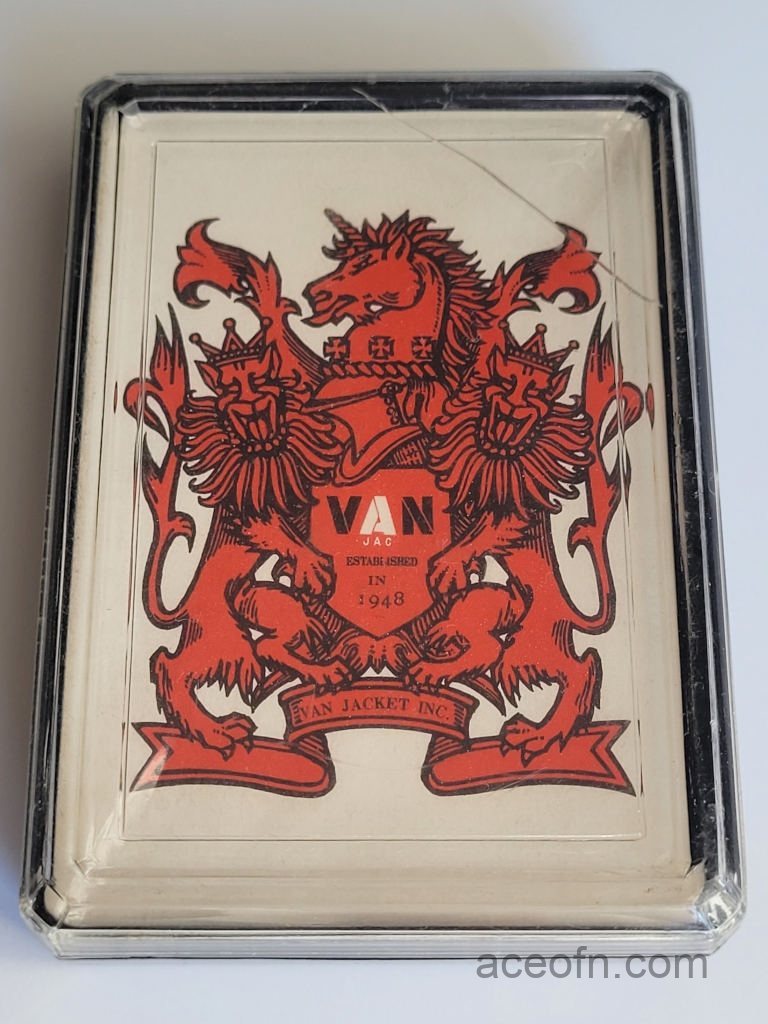 VAN
JAC
ESTABLISHED
IN
1948
VAN JACKET INC.
aceofn.com